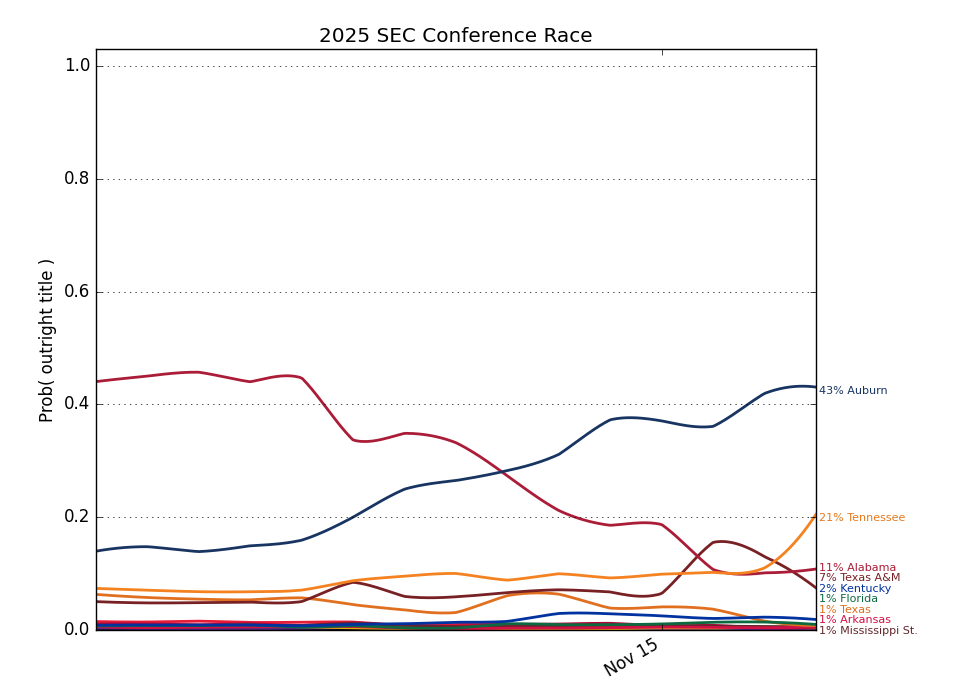 2025 SEC Conference Race
1.0
0.8
0.6
0.4
0.2
0.0
Prob( outright title )
Nov 15
43% Auburn
21% Tennessee
11% Alabama
7% Texas A&M
2% Kentucky
1% Florida
1% Texas
1% Arkansas
1% Mississippi St.